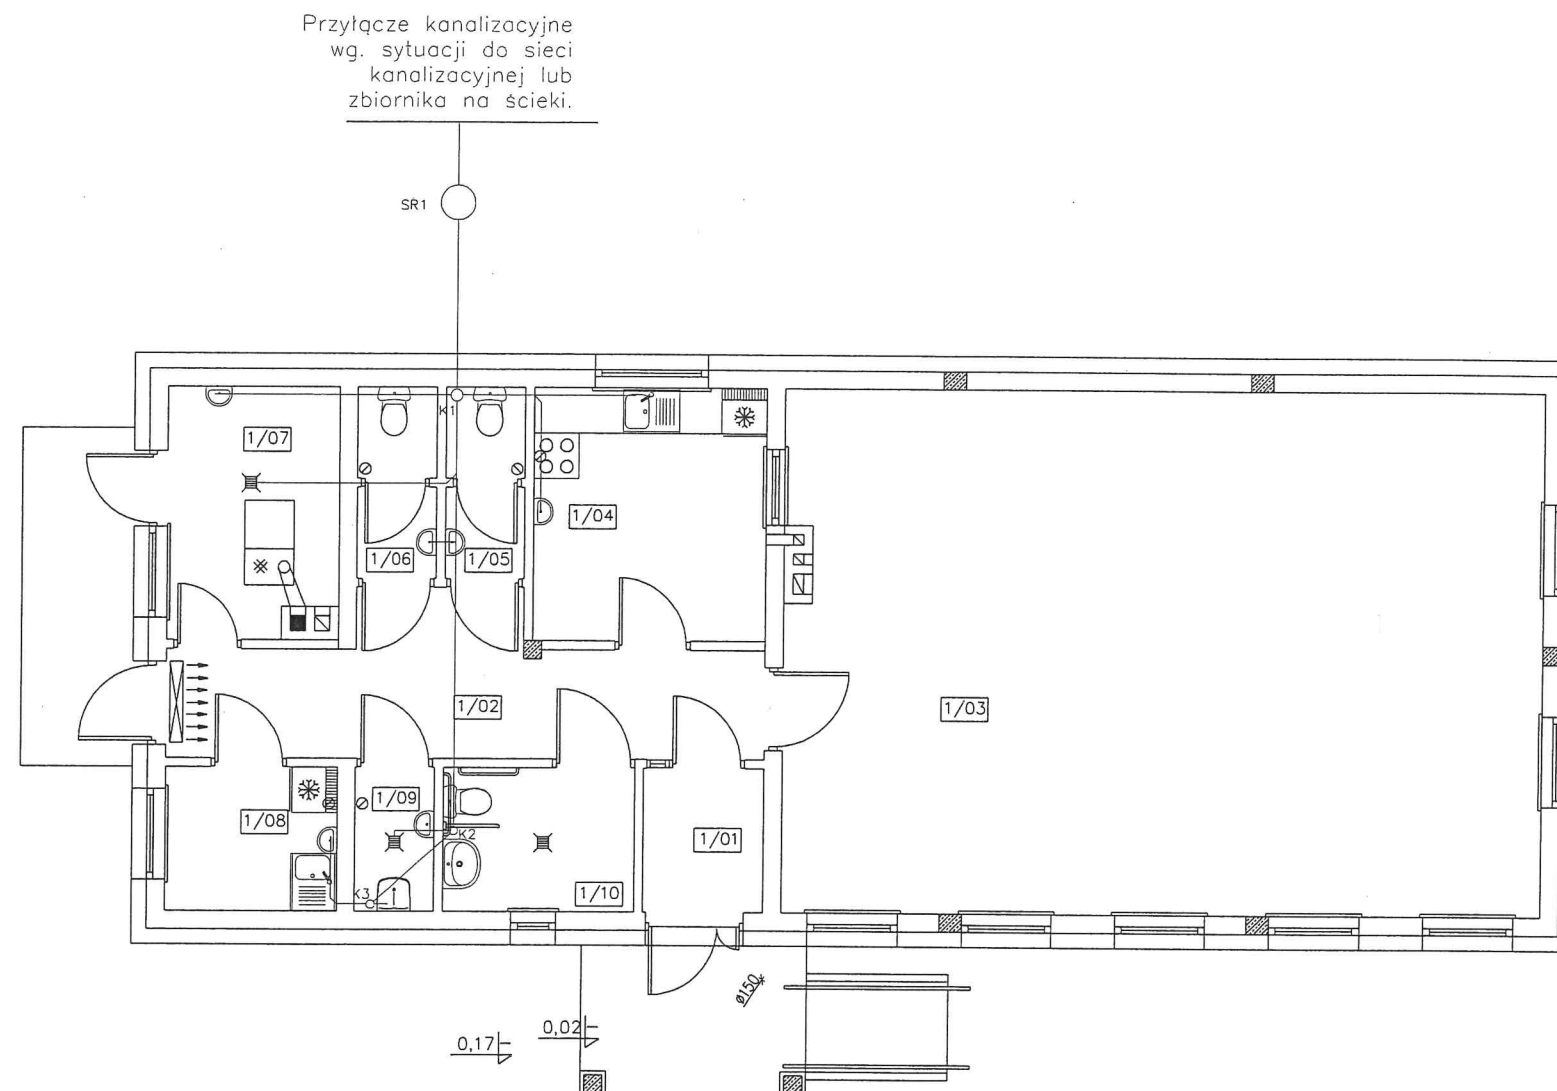 Przyłącze kanalizacyjne
wg. sytuacji do sieci
kanalizacyjnej lub
zbiornika na ścieki.
SR1
K1
1/07
1/04
1/06
1/05
1/02
1/03
1/09
1/08
K2
1/01
K3
1/10
ø150
0,02
0,17